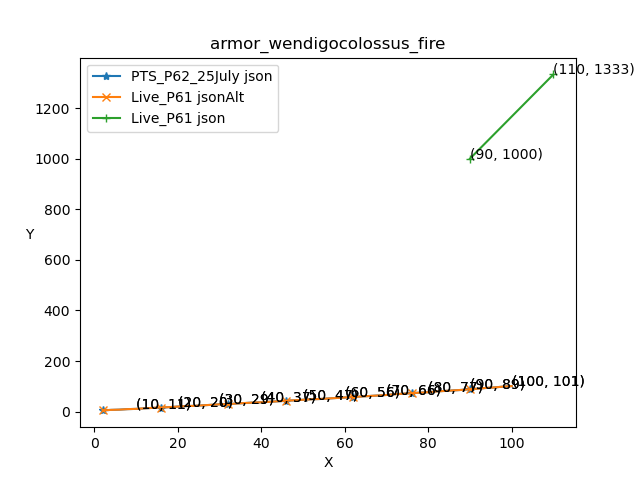 armor_wendigocolossus_fire
PTS_P62_25July json
Live_P61 jsonAlt
Live_P61 json
(110, 1333)
(90, 1000)
1200
1000
800
600
400
200
0
Y
(10, 11)
(20, 20)
(30, 29)
(40, 37)
(50, 47)
(60, 56)
(70, 66)
(80, 77)
(90, 89)
(100, 101)
0 20 40 60 80 100
X